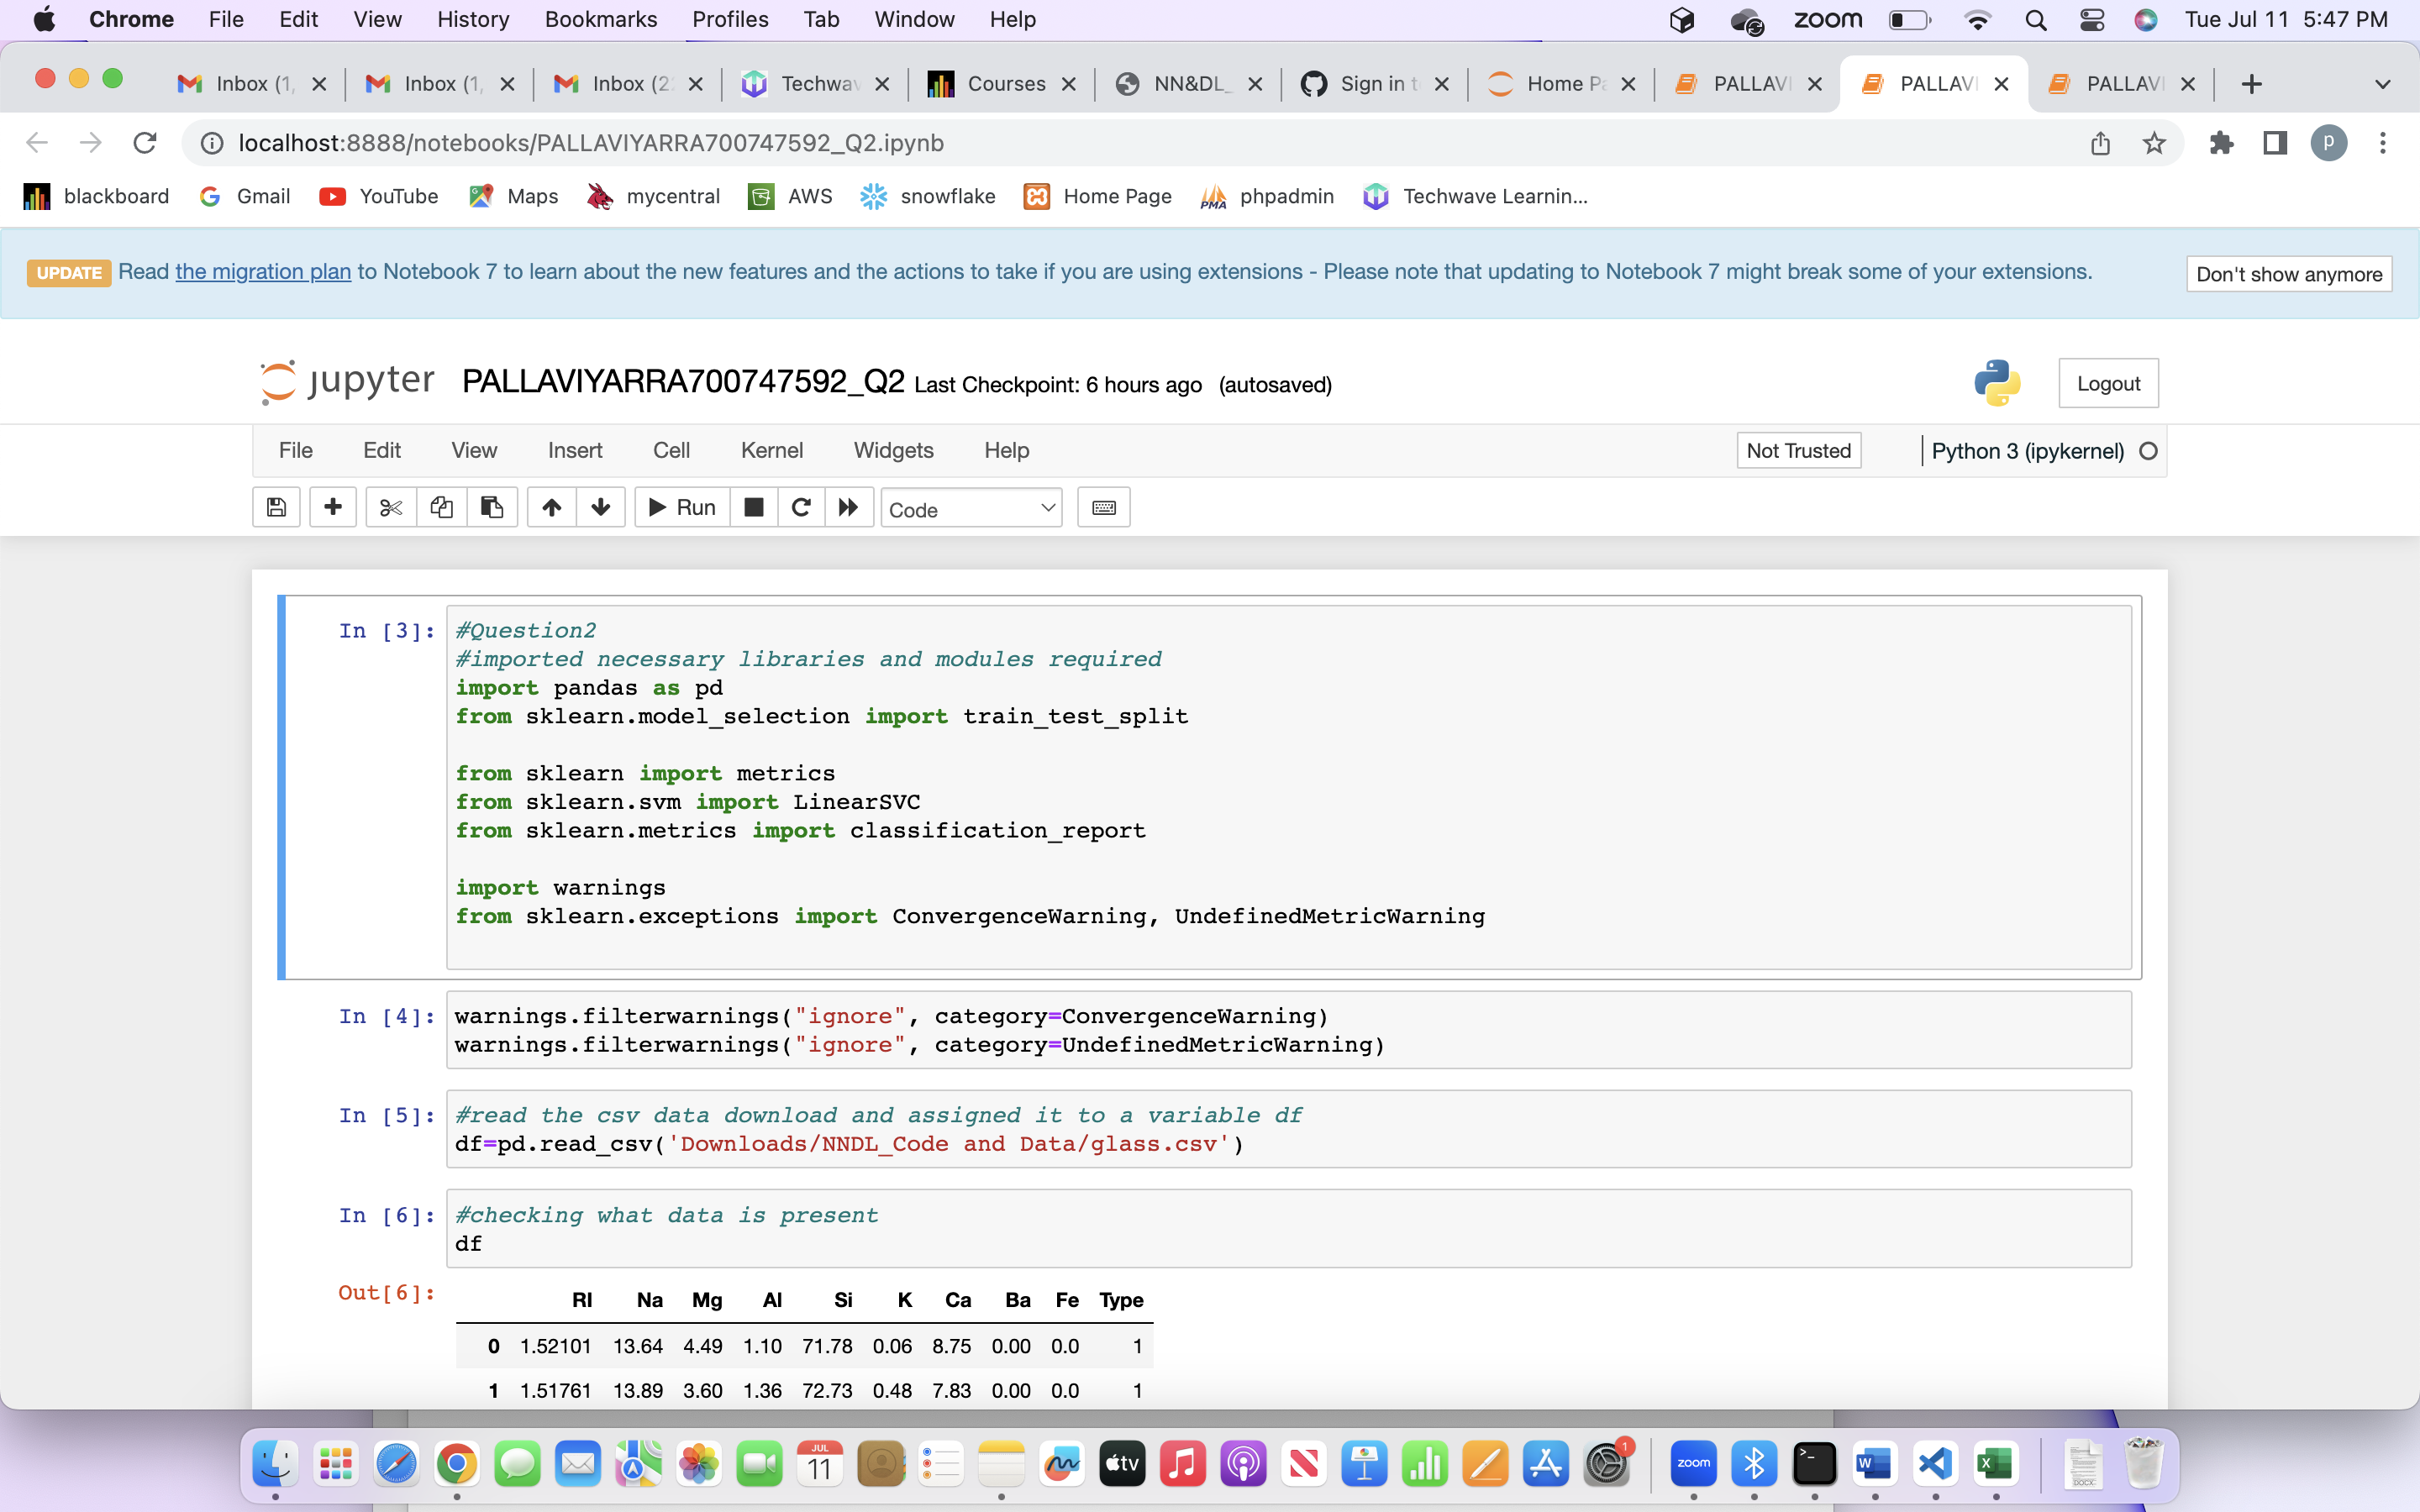 Chrome File Edit View History Bookmarks Profiles Tab Window Help zoom Tue Jul 11 5:47 PM
Inbox (1, Inbox (1, Inbox (2: Techwav Courses NN&DL_ Sign in t Home Pa PALLAVI PALLAVI PALLAVI
localhost:8888/notebooks/PALLAVIYARRA700747592_Q2.ipynb p
blackboard Gmail YouTube Maps mycentral AWS snowflake Home Page phpadmin Techwave Learnin...
UPDATE Read the migration plan to Notebook 7 to learn about the new features and the actions to take if you are using extensions - Please note that updating to Notebook 7 might break some of your extensions. Don't show anymore
jupyter PALLAVIYARRA700747592_Q2 Last Checkpoint: 6 hours ago (autosaved) Logout
File Edit View Insert Cell Kernel Widgets Help Not Trusted Python 3 (ipykernel)
Run Code
In [3]: #Question2
#imported necessary libraries and modules required
import pandas as pd
from sklearn.model_selection import train_test_split
from sklearn import metrics
from sklearn.svm import LinearSVC
from sklearn.metrics import classification_report
import warnings
from sklearn.exceptions import ConvergenceWarning, UndefinedMetricWarning
In [4]: warnings.filterwarnings("ignore", category=ConvergenceWarning)
warnings.filterwarnings("ignore", category=UndefinedMetricWarning)
In [5]: #read the csv data download and assigned it to a variable df
df=pd.read_csv('Downloads/NNDL_Code and Data/glass.csv')
In [6]: #checking what data is present
df
Out[6]:
RI Na Mg Al Si K Ca Ba Fe Type
0 1.52101 13.64 4.49 1.10 71.78 0.06 8.75 0.00 0.0 1
1 1.51761 13.89 3.60 1.36 72.73 0.48 7.83 0.00 0.0 1
JUL 11 tv 1 zoom W X DOCX